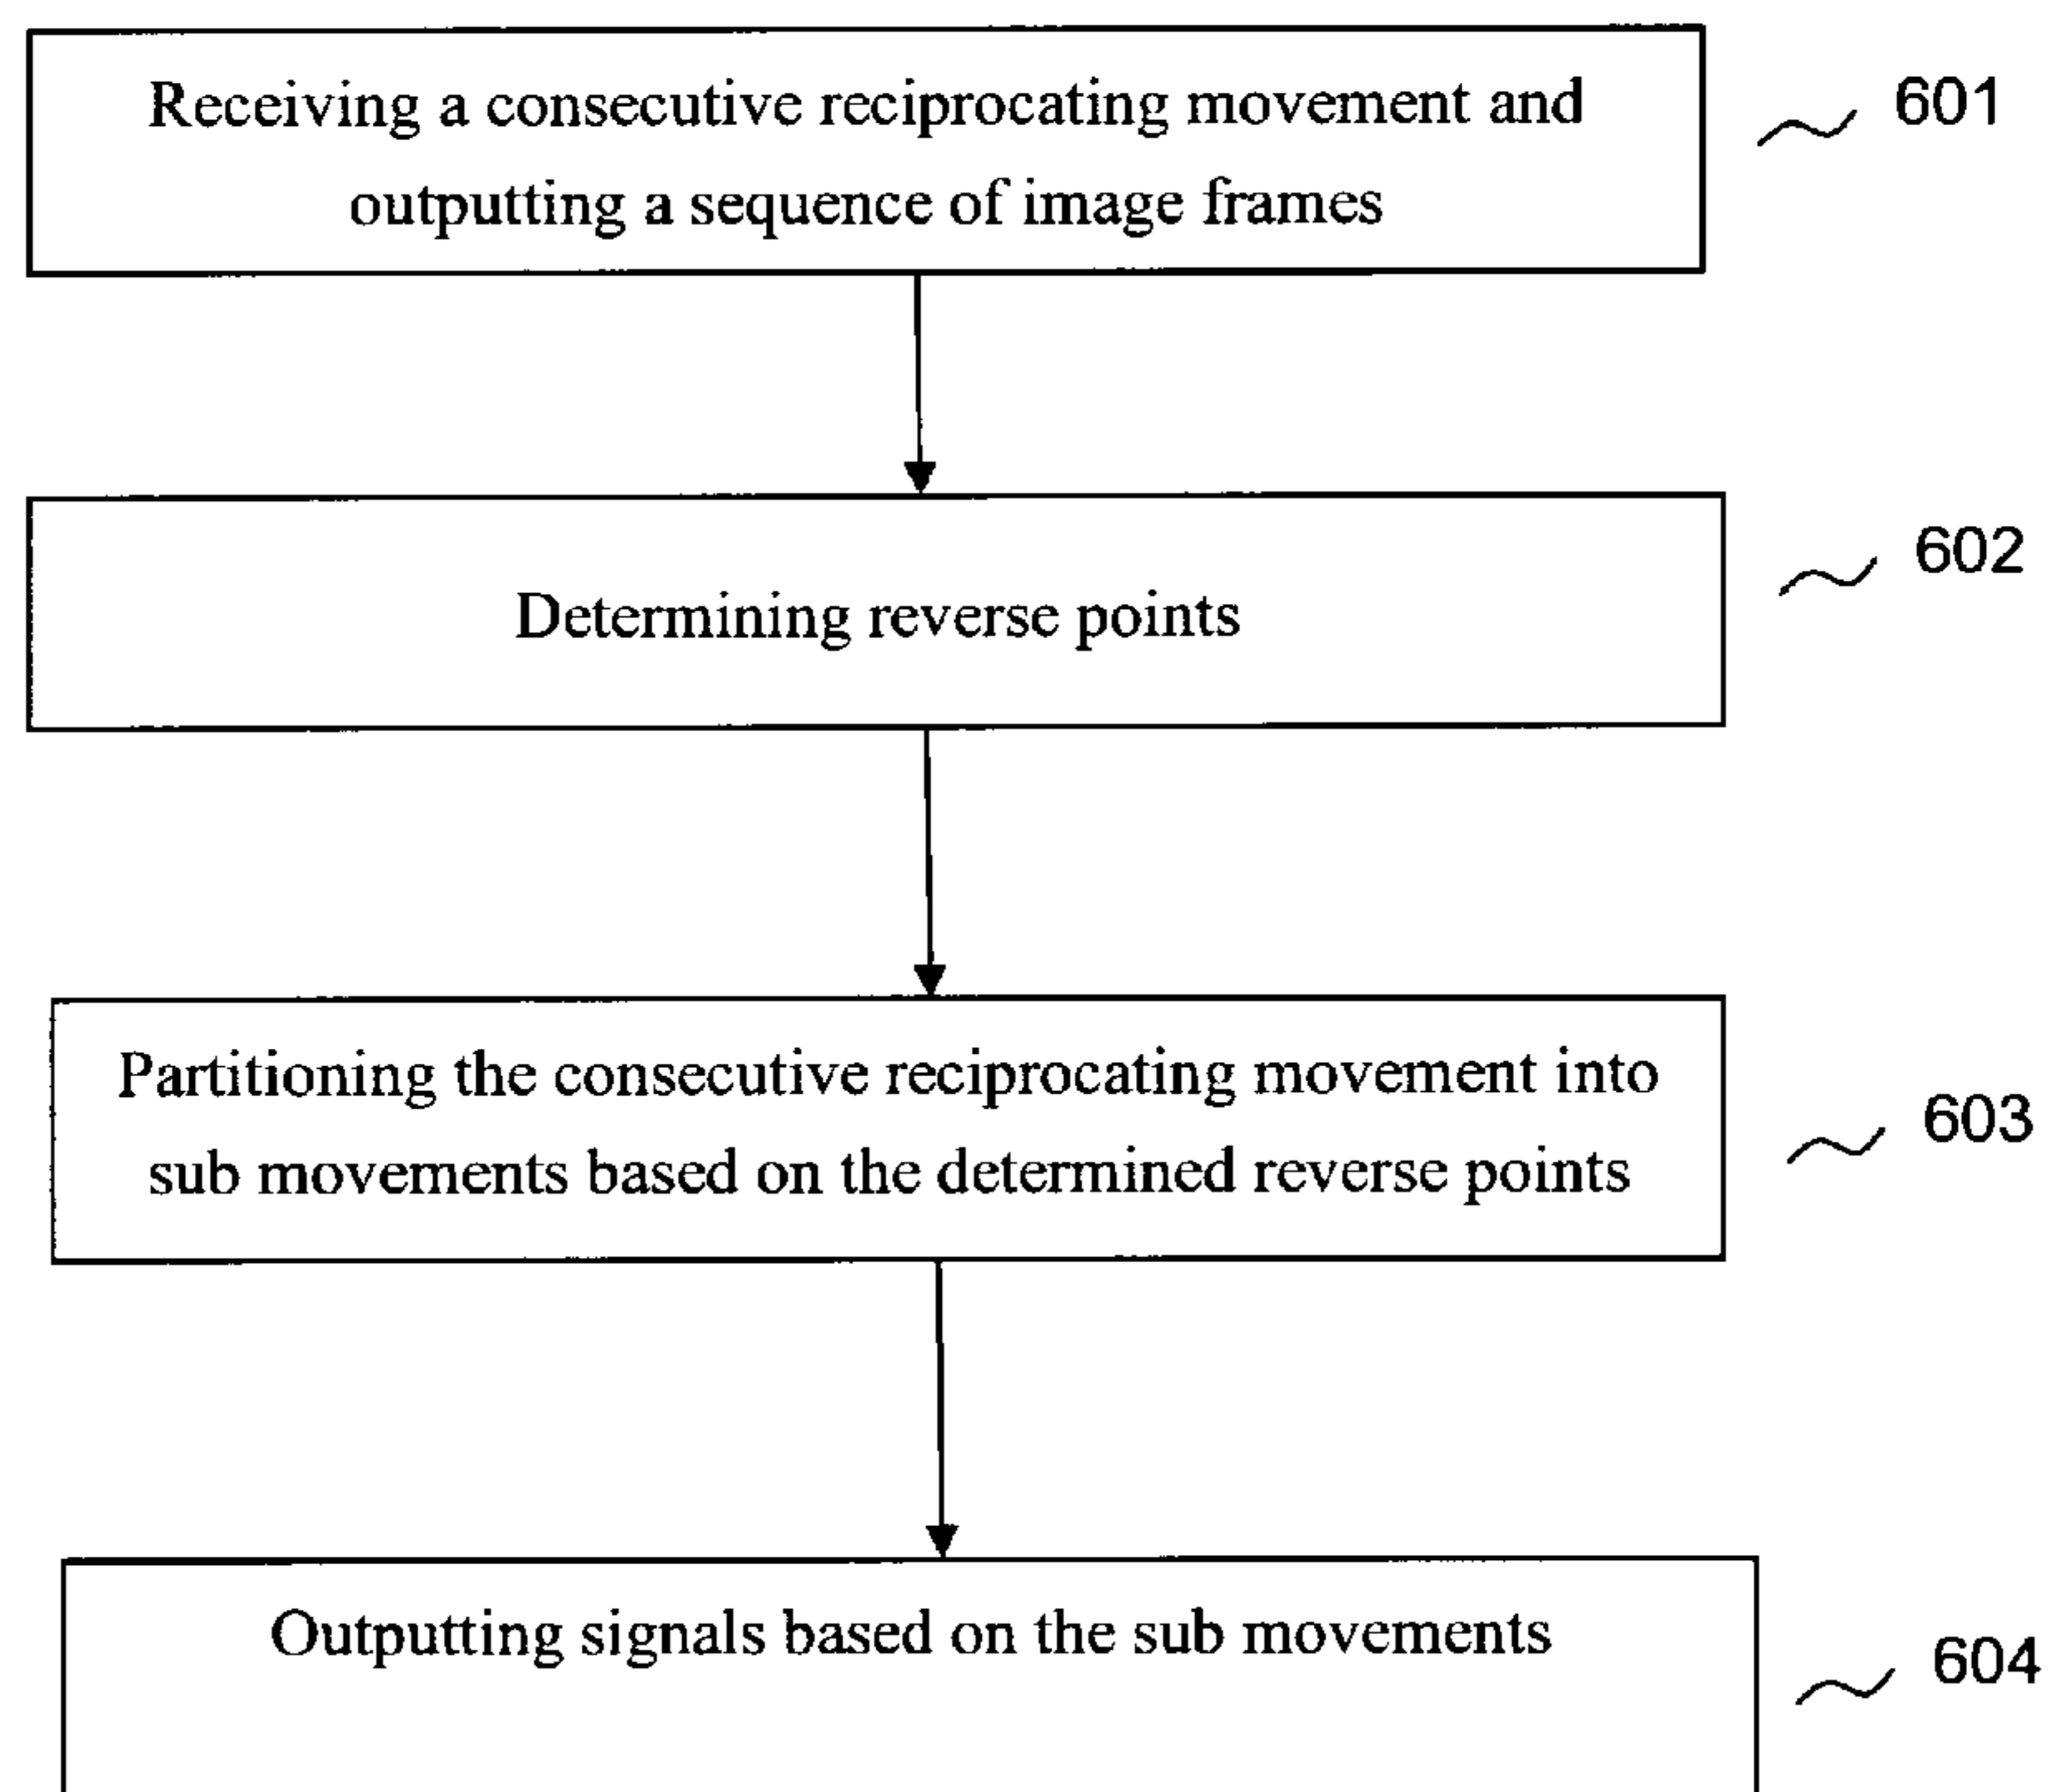 Receiving a consecutive reciprocating movement and
outputting a sequence of image frames
601
Determining reverse points
602
Partitioning the consecutive reciprocating movement into
sub movements based on the determined reverse points
603
Outputting signals based on the sub movements
604